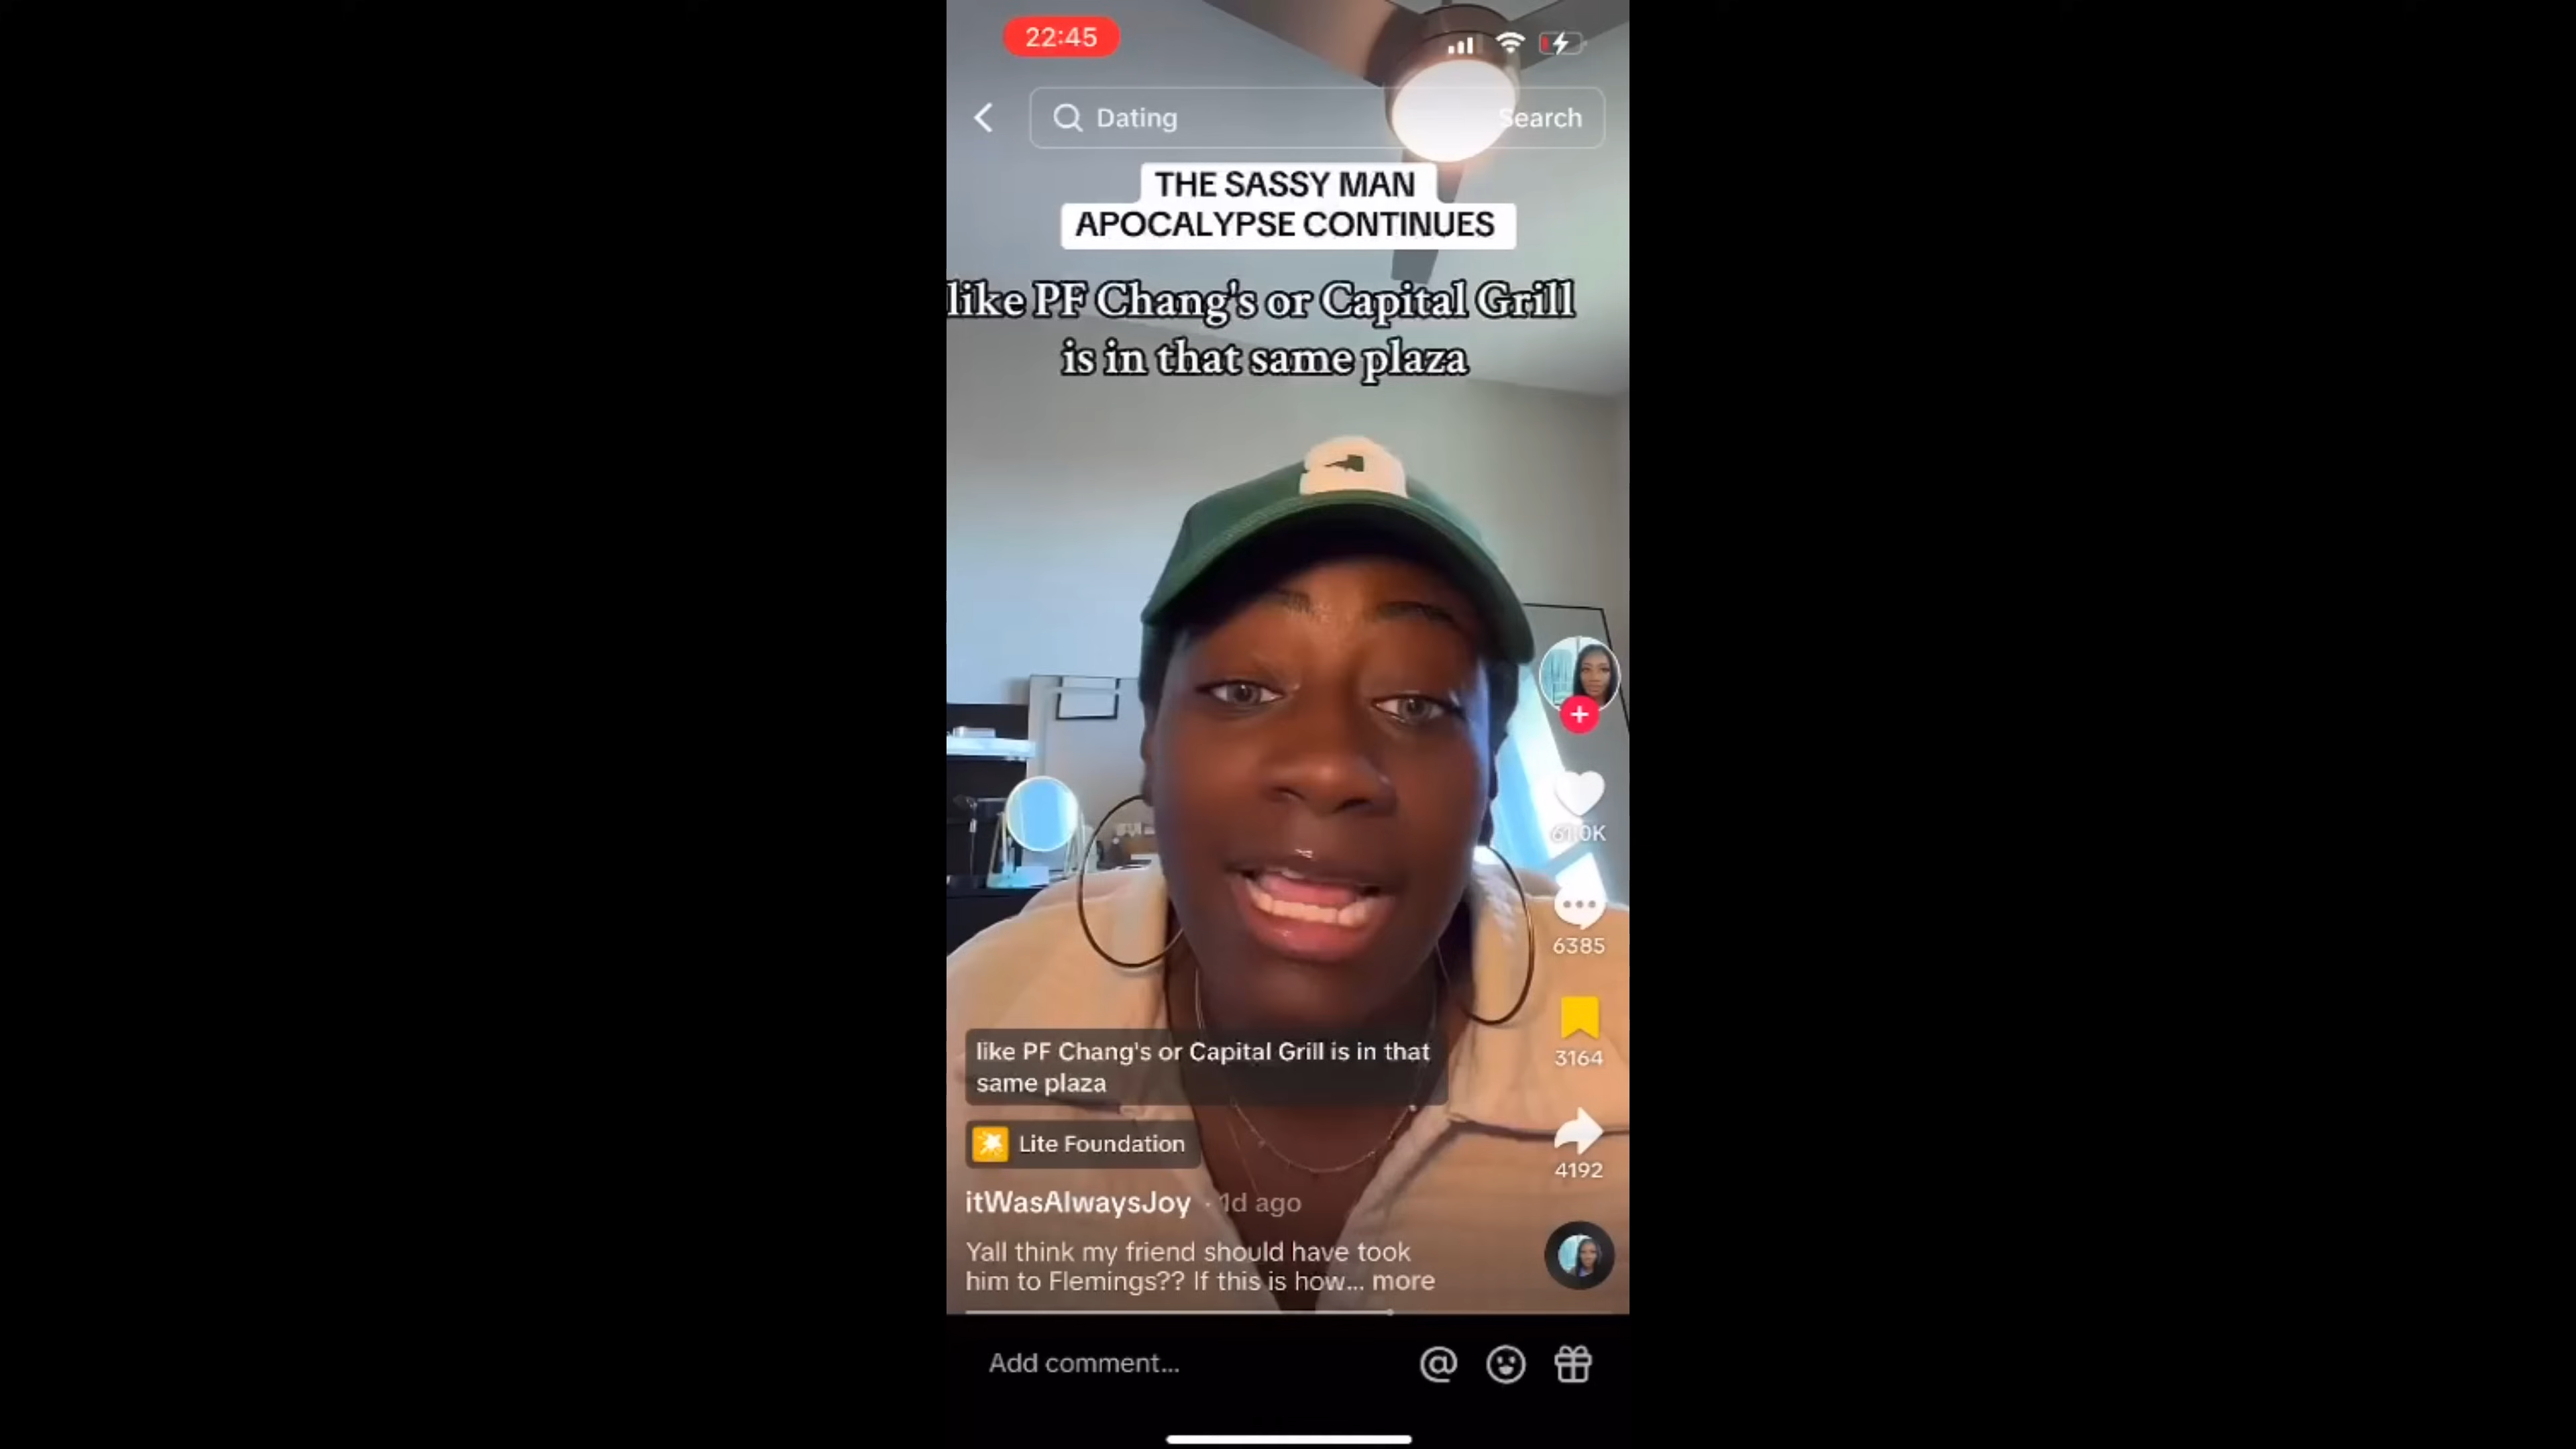 22:45
Dating
Search
THE SASSY MAN
APOCALYPSE CONTINUES
like PF Chang's or Capital Grill
is in that same plaza
61.0K
6385
like PF Chang's or Capital Grill is in that
same plaza
3164
Lite Foundation
4192
itWasAlwaysJoy · 1d ago
Yall think my friend should have took
him to Flemings?? If this is how... more
Add comment...